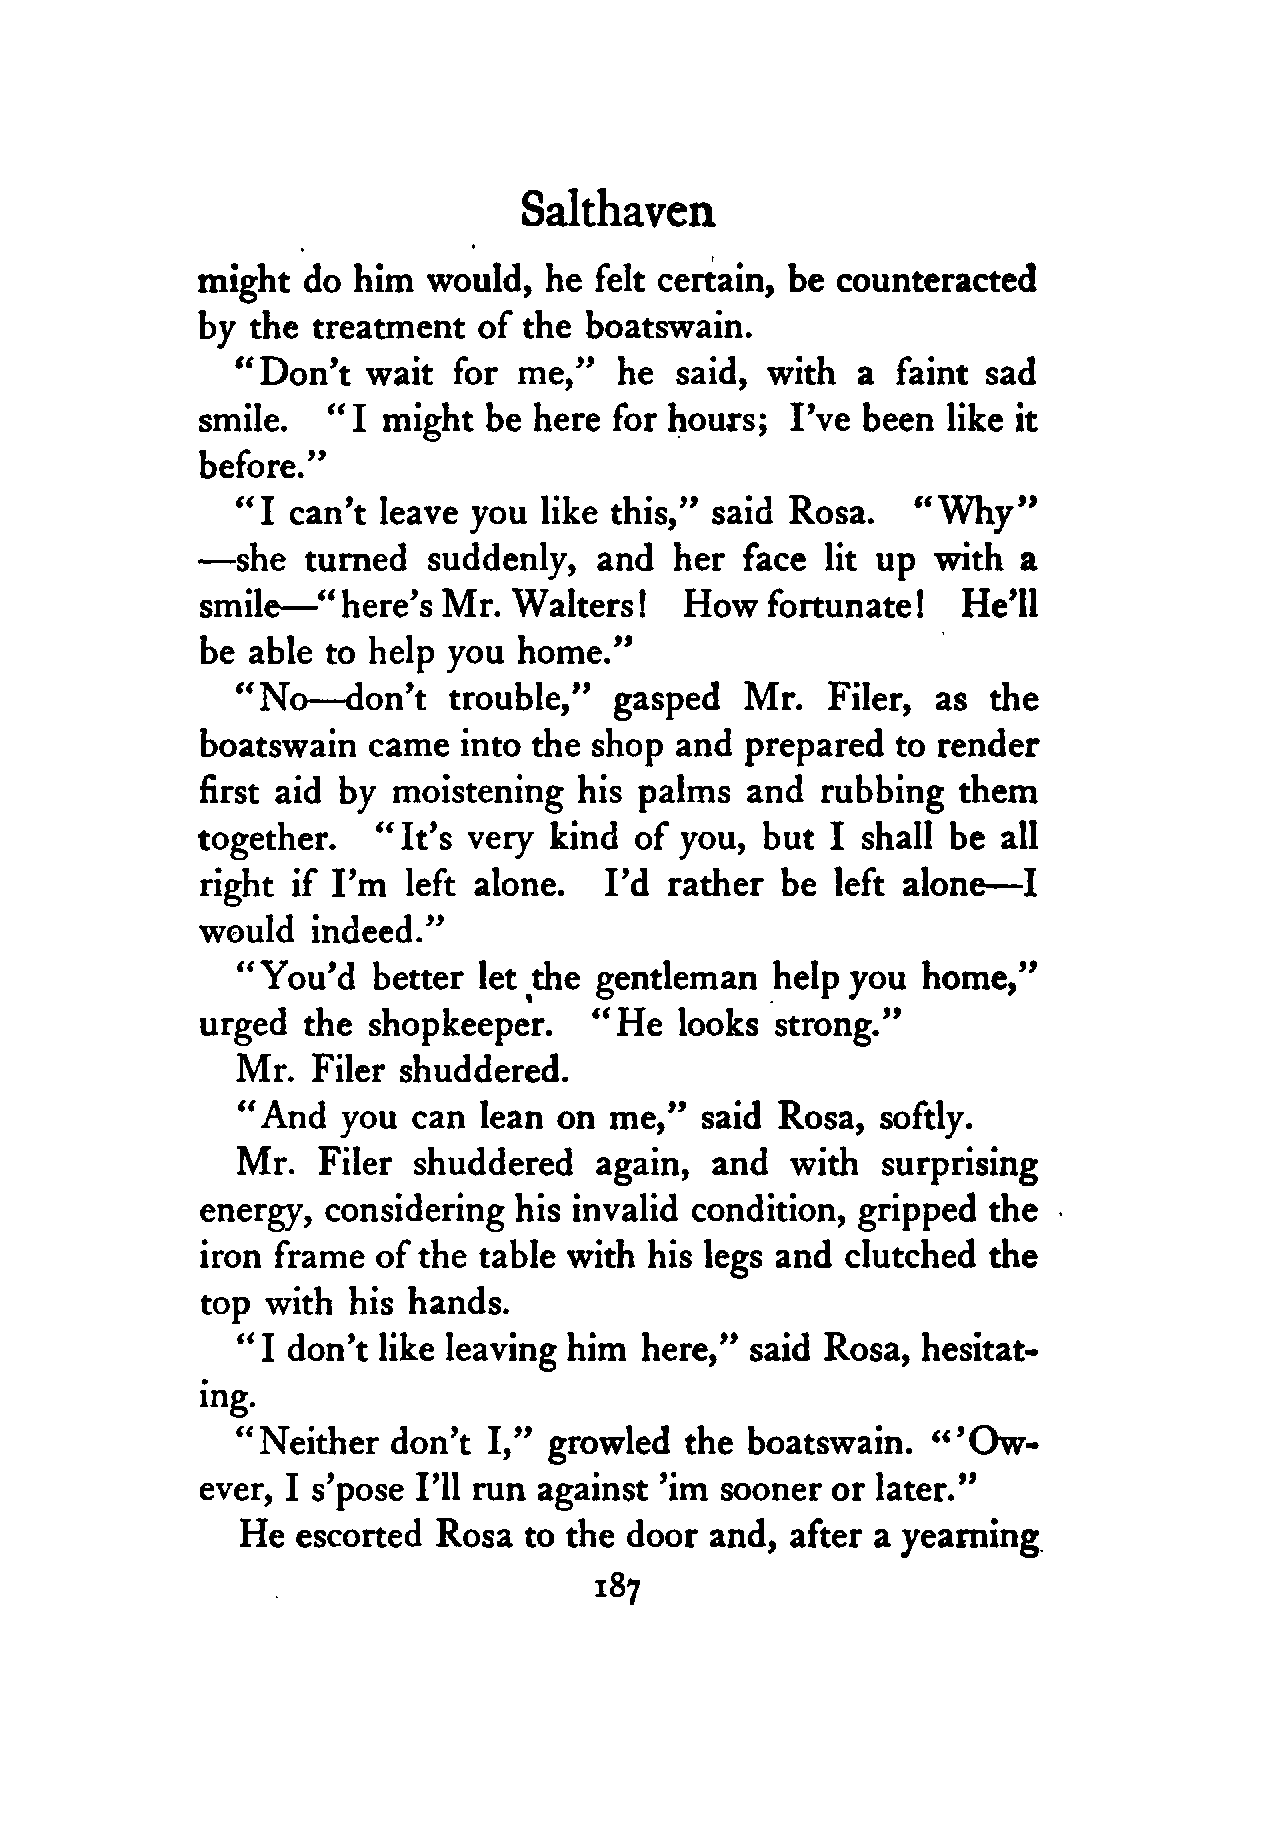 Salthaven
might do him would, he felt certain, be counteracted
by the treatment of the boatswain.
"Don't wait for me," he said, with a faint sad
smile. "I might be here for hours; I've been like it
before."
"I can't leave you like this," said Rosa. "Why"
—she turned suddenly, and her face lit up with a
smile—"here's Mr. Walters! How fortunate! He'll
be able to help you home."
"No—don't trouble," gasped Mr. Filer, as the
boatswain came into the shop and prepared to render
first aid by moistening his palms and rubbing them
together. "It's very kind of you, but I shall be all
right if I'm left alone. I'd rather be left alone—I
would indeed."
"You'd better let the gentleman help you home,"
urged the shopkeeper. "He looks strong."
Mr. Filer shuddered.
"And you can lean on me," said Rosa, softly.
Mr. Filer shuddered again, and with surprising
energy, considering his invalid condition, gripped the
iron frame of the table with his legs and clutched the
top with his hands.
"I don't like leaving him here," said Rosa, hesitat-
ing.
"Neither don't I," growled the boatswain. "'Ow-
ever, I s'pose I'll run against 'im sooner or later."
He escorted Rosa to the door and, after a yearning
187